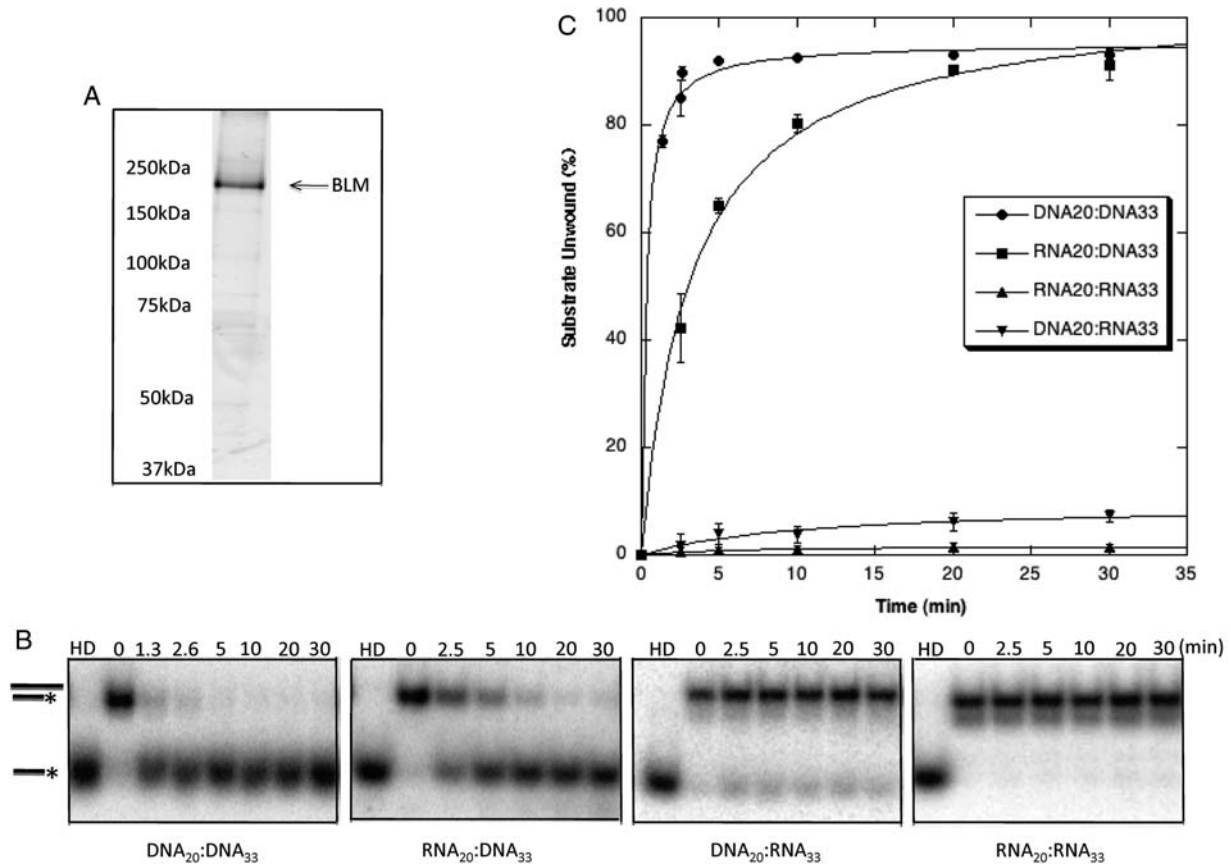 A
250kDa
150kDa
100kDa
75kDa
50kDa
37kDa
BLM
C
Substrate Unwound (%)
100
80
60
40
20
0
0 5 10 15 20 25 30 35
Time (min)
DNA20:DNA33
RNA20:DNA33
RNA20:RNA33
DNA20:RNA33
B
HD 0 1.3 2.6 5 10 20 30
HD 0 2.5 5 10 20 30
HD 0 2.5 5 10 20 30
HD 0 2.5 5 10 20 30 (min)
*
*
DNA₂₀:DNA₃₃
RNA₂₀:DNA₃₃
DNA₂₀:RNA₃₃
RNA₂₀:RNA₃₃